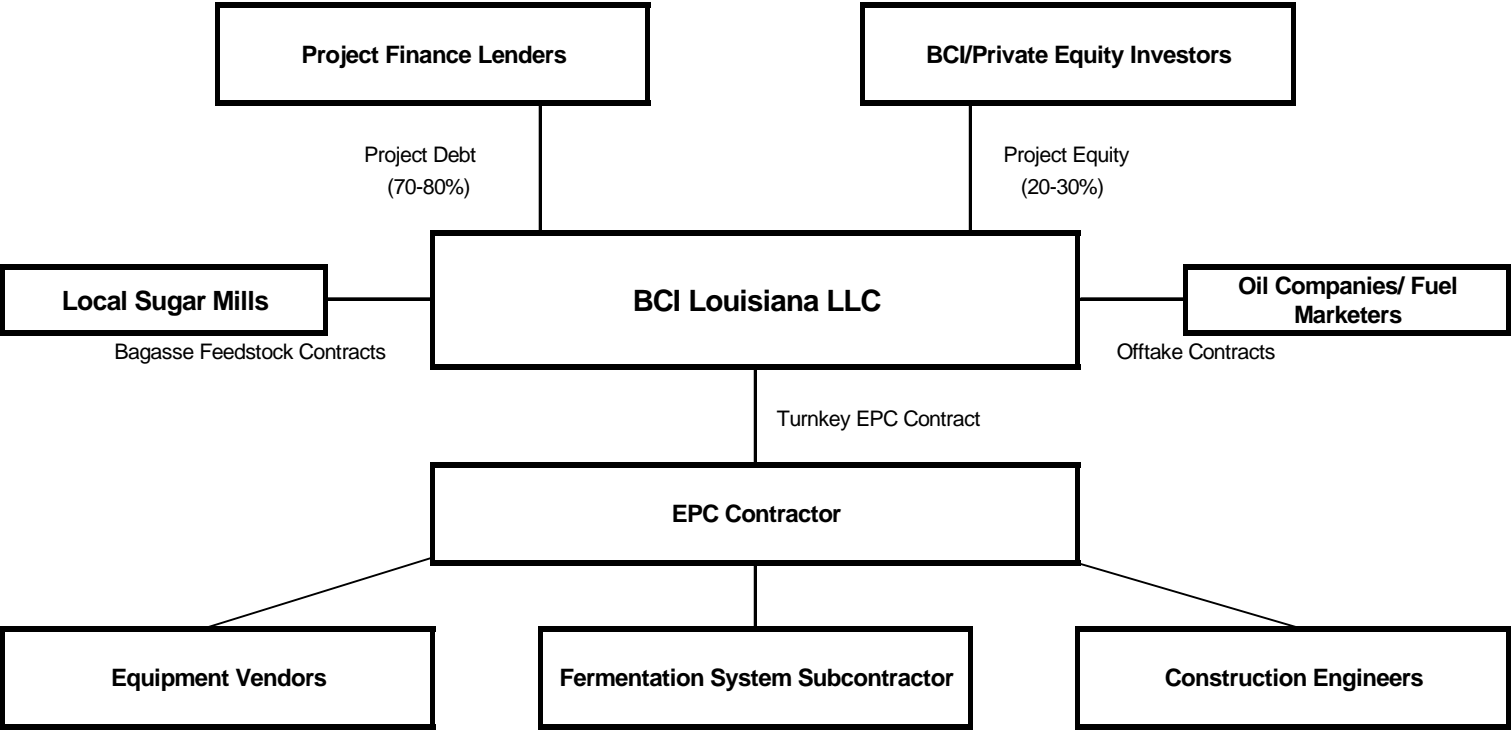 Project Finance Lenders
BCI/Private Equity Investors
Project Debt
(70-80%)
Project Equity
(20-30%)
Local Sugar Mills
BCI Louisiana LLC
Oil Companies/ Fuel
Marketers
Bagasse Feedstock Contracts
Offtake Contracts
Turnkey EPC Contract
EPC Contractor
Equipment Vendors
Fermentation System Subcontractor
Construction Engineers